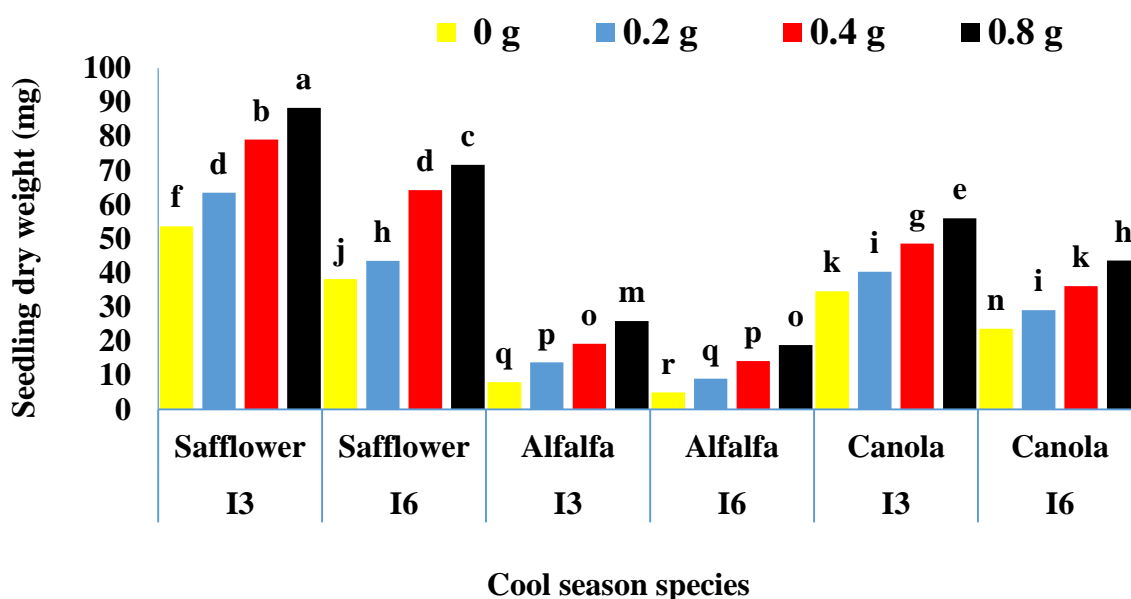 0 g 0.2 g 0.4 g 0.8 g
Seedling dry weight (mg)
100
90
80
70
60
50
40
30
20
10
0
f d b a
j h d c
q p o m
r q p o
k i g e
n i k h
Safflower Safflower Alfalfa Alfalfa Canola Canola
I3 I6 I3 I6 I3 I6
Cool season species